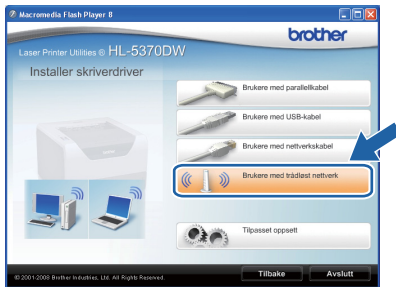 Macromedia Flash Player 8
brother
Laser Printer Utilities ® HL-5370DW
Installer skriverdriver
Brukere med parallellkabel
Brukere med USB-kabel
Brukere med nettverkskabel
Brukere med trådløst nettverk
Tilpasset oppsett
© 2001-2009 Brother Industries, Ltd. All Rights Reserved.
Tilbake
Avslutt